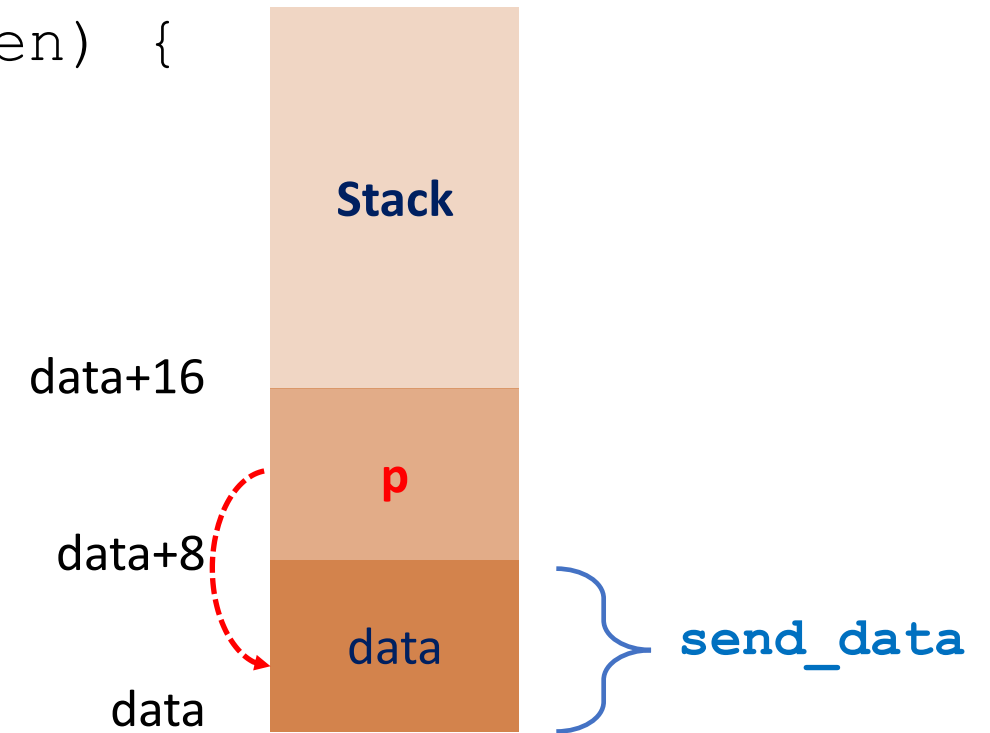 en) {
Stack
data+16
p
data+8
data
send_data
data